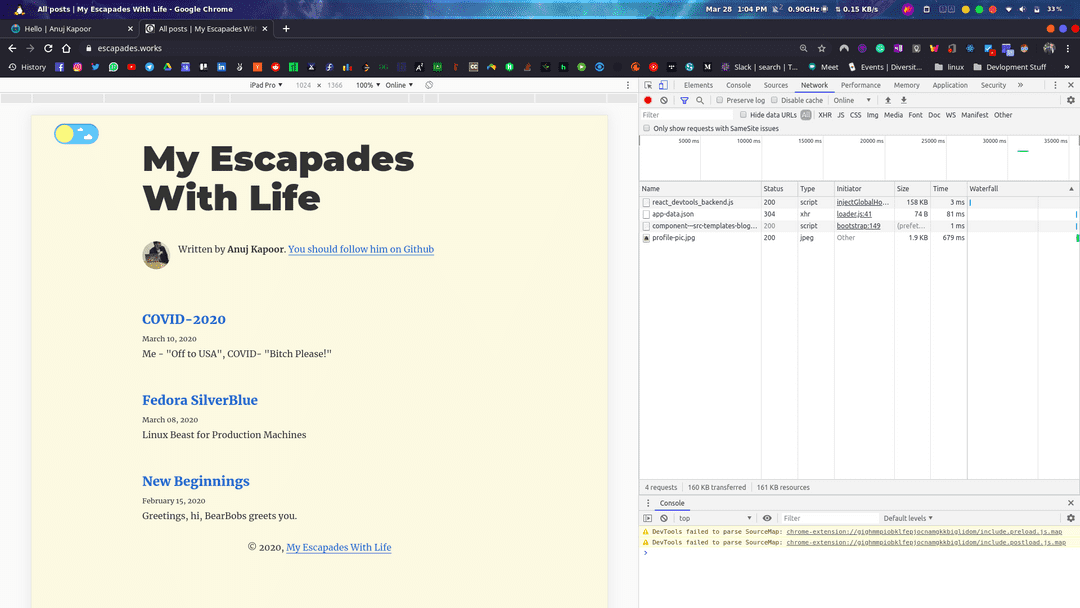 All posts | My Escapades With Life - Google Chrome
Mar 28 1:04 PM
0.90GHz
0.15 KB/s
33%
Hello | Anuj Kapoor
All posts | My Escapades Wit
escapades.works
History
Slack | search | T...
Meet
Events | Diversit...
linux
Devlopment Stuff
iPad Pro
1024 × 1366
100%
Online
Elements Console Sources Network Performance Memory Application Security
Preserve log
Disable cache
Online
Filter
Hide data URLs
All XHR JS CSS Img Media Font Doc WS Manifest Other
Only show requests with SameSite issues
5000 ms 10000 ms 15000 ms 20000 ms 25000 ms 30000 ms 35000 ms
Name Status Type Initiator Size Time Waterfall
react_devtools_backend.js 200 script injectGlobalHo... 158 KB 3 ms
app-data.json 304 xhr loader.js:41 74 B 81 ms
component---src-templates-blog... 200 script bootstrap:149 (prefet... 1 ms
profile-pic.jpg 200 jpeg Other 1.9 KB 679 ms
4 requests 160 KB transferred 161 KB resources
Console
top
Filter
Default levels
DevTools failed to parse SourceMap: chrome-extension://gighmmpiobklfepjocnamgkkbiglidom/include.preload.js.map
DevTools failed to parse SourceMap: chrome-extension://gighmmpiobklfepjocnamgkkbiglidom/include.postload.js.map
My Escapades
With Life
Written by Anuj Kapoor. You should follow him on Github
COVID-2020
March 10, 2020
Me - "Off to USA", COVID- "Bitch Please!"
Fedora SilverBlue
March 08, 2020
Linux Beast for Production Machines
New Beginnings
February 15, 2020
Greetings, hi, BearBobs greets you.
© 2020, My Escapades With Life